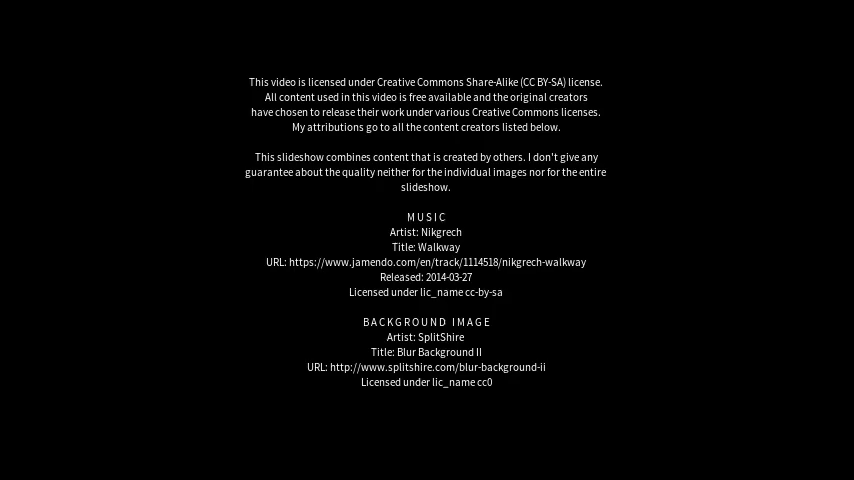 This video is licensed under Creative Commons Share-Alike (CC BY-SA) license.
All content used in this video is free available and the original creators
have chosen to release their work under various Creative Commons licenses.
My attributions go to all the content creators listed below.
This slideshow combines content that is created by others. I don't give any
guarantee about the quality neither for the individual images nor for the entire
slideshow.
MUSIC
Artist: Nikgrech
Title: Walkway
URL: https://www.jamendo.com/en/track/1114518/nikgrech-walkway
Released: 2014-03-27
Licensed under lic_name cc-by-sa
BACKGROUND IMAGE
Artist: SplitShire
Title: Blur Background II
URL: http://www.splitshire.com/blur-background-ii
Licensed under lic_name cc0